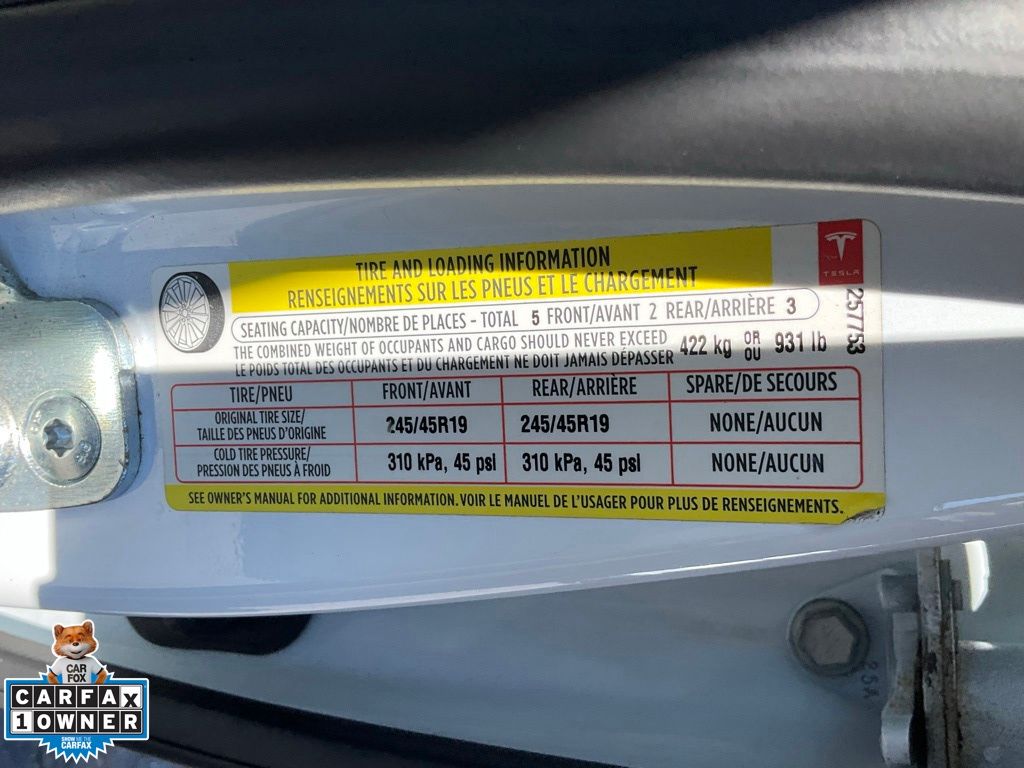 TIRE AND LOADING INFORMATION
RENSEIGNEMENTS SUR LES PNEUS ET LE CHARGEMENT
TESLA
257753
SEATING CAPACITY/NOMBRE DE PLACES - TOTAL 5 FRONT/AVANT 2 REAR/ARRIÈRE 3
THE COMBINED WEIGHT OF OCCUPANTS AND CARGO SHOULD NEVER EXCEED
LE POIDS TOTAL DES OCCUPANTS ET DU CHARGEMENT NE DOIT JAMAIS DÉPASSER
422 kg OR OU 931 lb
TIRE/PNEU FRONT/AVANT REAR/ARRIÈRE SPARE/DE SECOURS
ORIGINAL TIRE SIZE/
TAILLE DES PNEUS D'ORIGINE
245/45R19 245/45R19 NONE/AUCUN
COLD TIRE PRESSURE/
PRESSION DES PNEUS À FROID
310 kPa, 45 psi 310 kPa, 45 psi NONE/AUCUN
SEE OWNER'S MANUAL FOR ADDITIONAL INFORMATION. VOIR LE MANUEL DE L'USAGER POUR PLUS DE RENSEIGNEMENTS.
CAR
FOX
CARFAX
1 OWNER
SHOW ME THE
CARFAX